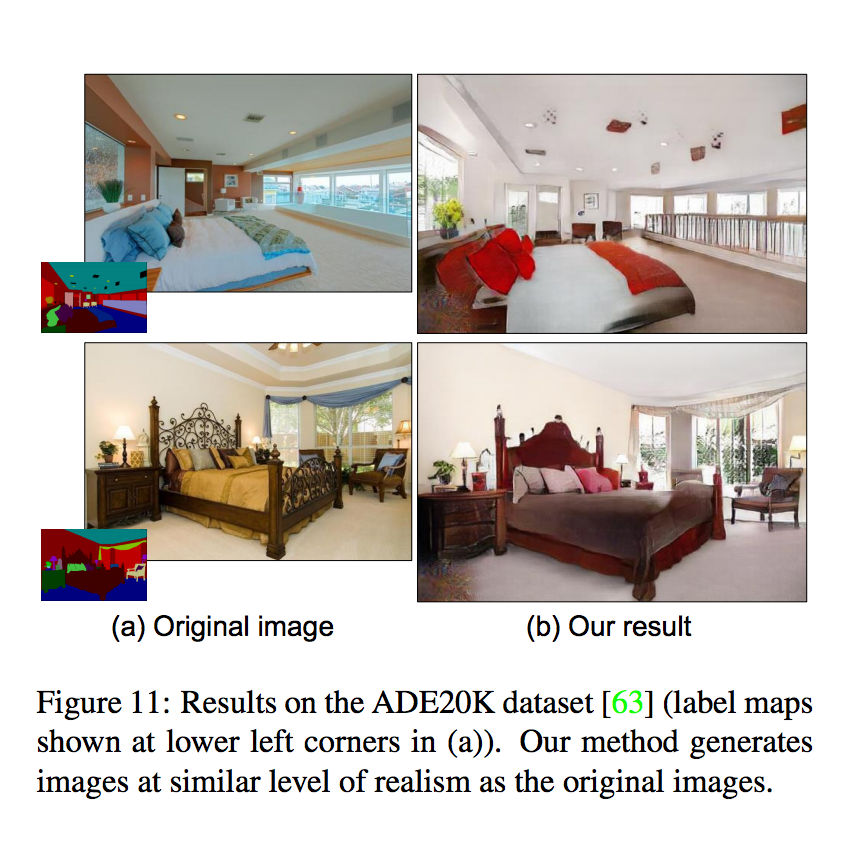 (a) Original image
(b) Our result
Figure 11: Results on the ADE20K dataset [63] (label maps
shown at lower left corners in (a)). Our method generates
images at similar level of realism as the original images.